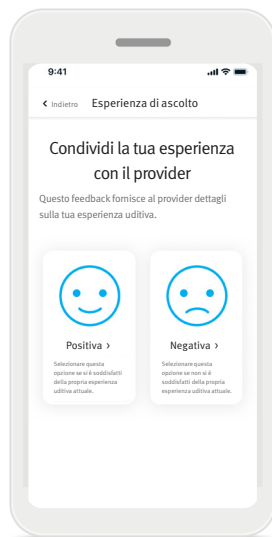 9:41
Indietro Esperienza di ascolto
Condividi la tua esperienza
con il provider
Questo feedback fornisce al provider dettagli
sulla tua esperienza uditiva.
Positiva ›
Selezionare questa
opzione se si è soddisfatti
della propria esperienza
uditiva attuale.
Negativa ›
Selezionare questa
opzione se non si è
soddisfatti della propria
esperienza uditiva attuale.